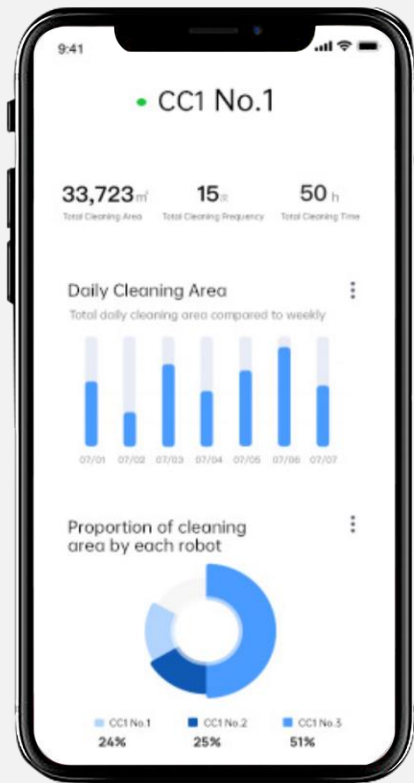 9:41
CC1 No.1
33,723㎡ 15 50 h
Total Cleaning Area Total Cleaning Frequency Total Cleaning Time
Daily Cleaning Area
Total daily cleaning area compared to weekly
07/01 07/02 07/03 07/04 07/05 07/06 07/07
Proportion of cleaning
area by each robot
CC1 No.1 CC1 No.2 CC1 No.3
24% 25% 51%